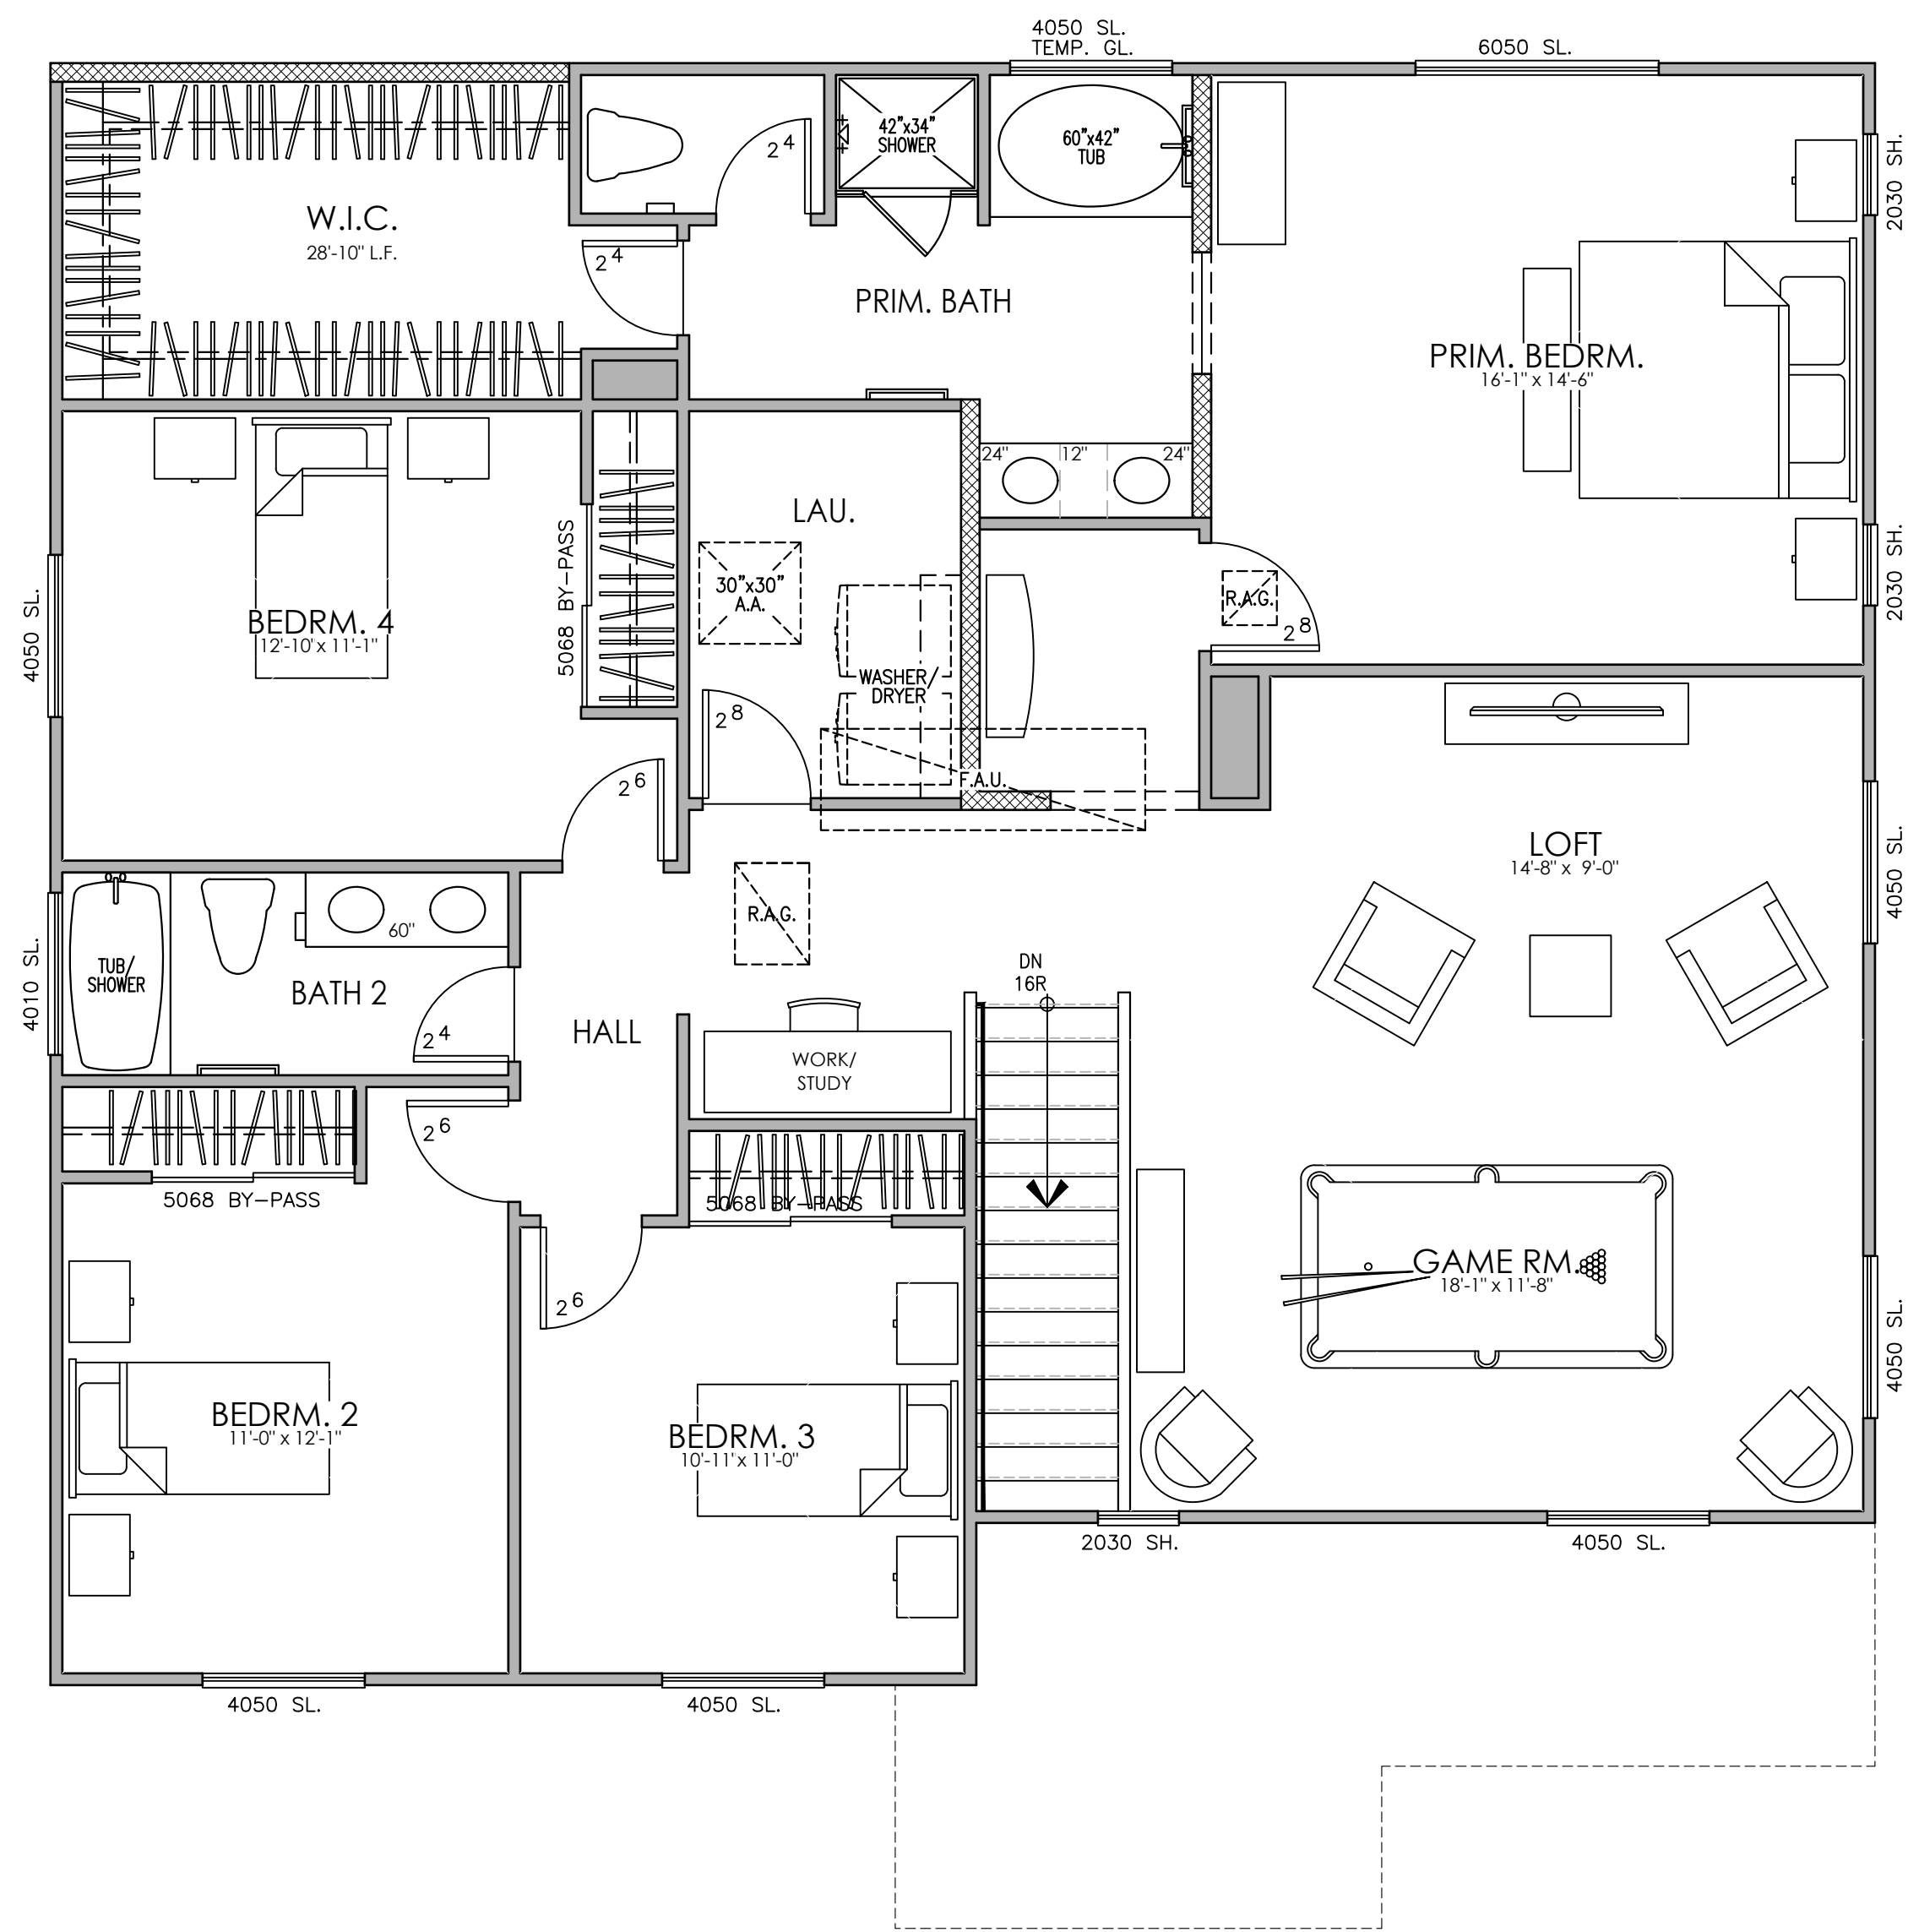 4050 SL.
TEMP. GL.
6050 SL.
42"x34"
SHOWER
60"x42"
TUB
2 4
2030 SH.
W.I.C.
28'-10" L.F.
2 4
PRIM. BATH
PRIM. BEDRM.
16'-1" x 14'-6"
24"
12"
24"
LAU.
30"x30"
A.A.
5068 BY-PASS
BEDRM. 4
12'-10" x 11'-1"
4050 SL.
2030 SH.
R.A.G.
2 8
WASHER/
DRYER
2 8
2 6
F.A.U.
LOFT
14'-8" x 9'-0"
4050 SL.
R.A.G.
60"
TUB/
SHOWER
BATH 2
4010 SL.
2 4
HALL
DN
16R
WORK/
STUDY
2 6
5068 BY-PASS
5068 BY-PASS
GAME RM.
18'-1" x 11'-8"
4050 SL.
2 6
BEDRM. 2
11'-0" x 12'-1"
BEDRM. 3
10'-11" x 11'-0"
2030 SH.
4050 SL.
4050 SL.
4050 SL.